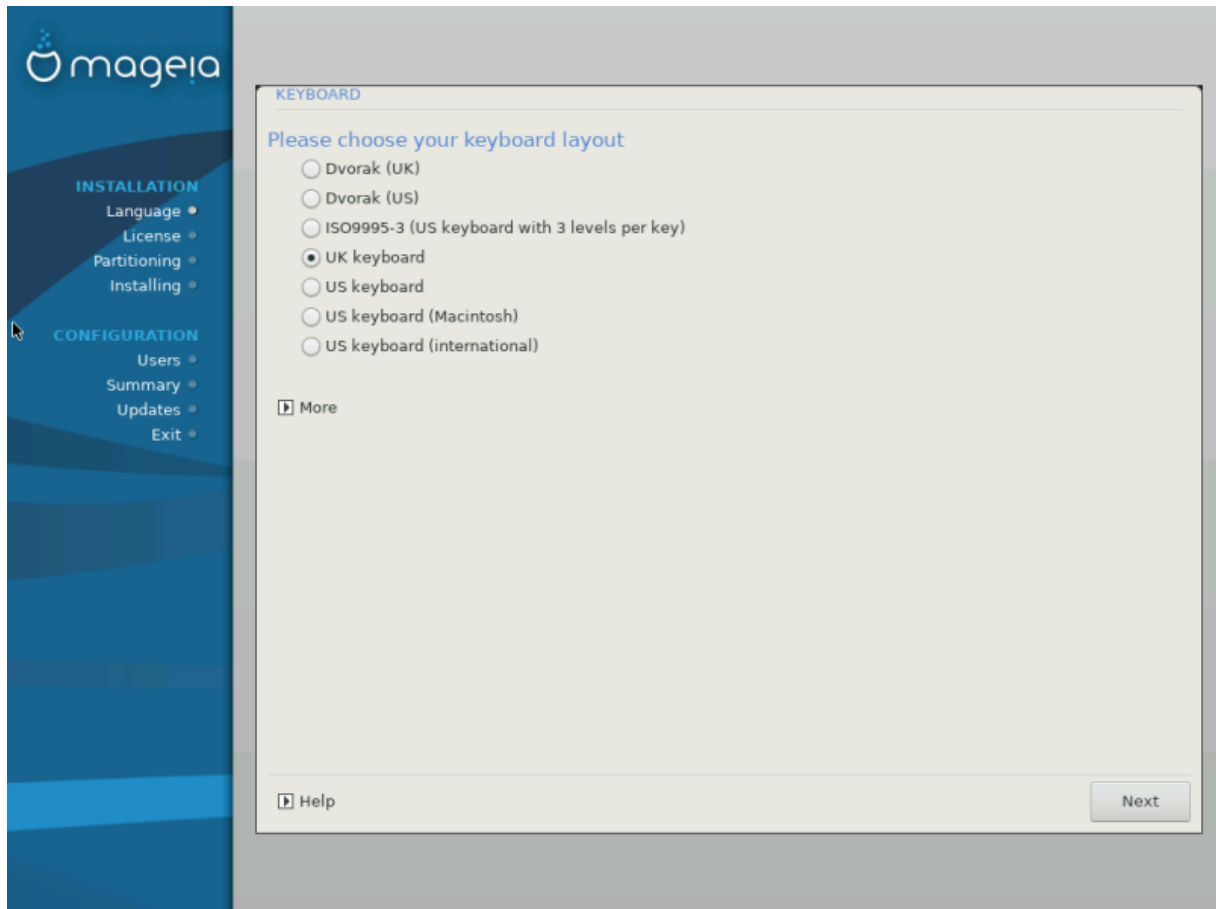 mageia
INSTALLATION
Language
License
Partitioning
Installing
CONFIGURATION
Users
Summary
Updates
Exit
KEYBOARD
Please choose your keyboard layout
Dvorak (UK)
Dvorak (US)
ISO9995-3 (US keyboard with 3 levels per key)
UK keyboard
US keyboard
US keyboard (Macintosh)
US keyboard (international)
More
Help
Next